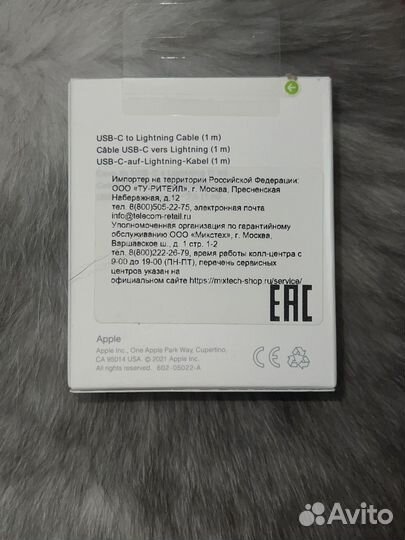 USB-C to Lightning Cable (1 m)
Câble USB-C vers Lightning (1 m)
USB-C-auf-Lightning-Kabel (1 m)
Импортер на территории Российской Федерации:
ООО «ТУ-РИТЕЙЛ», г. Москва, Пресненская
Набережная, д.12
тел. 8(800)505-22-75, электронная почта
info@telecom-retail.ru
Уполномоченная организация по гарантийному
обслуживанию ООО «Михстех», г. Москва,
Варшавское ш., д. 1 стр. 1-2
тел. 8(800)222-26-79, время работы колл-центра с
9-00 до 19-00 (ПН-ПТ), перечень сервисных
центров указан на
официальном сайте https://mixtech-shop.ru/service/
EAC
Apple
Apple Inc., One Apple Park Way, Cupertino,
CA 95014 USA. © 2021 Apple Inc.
All rights reserved. 602-05022-A
CE
Avito